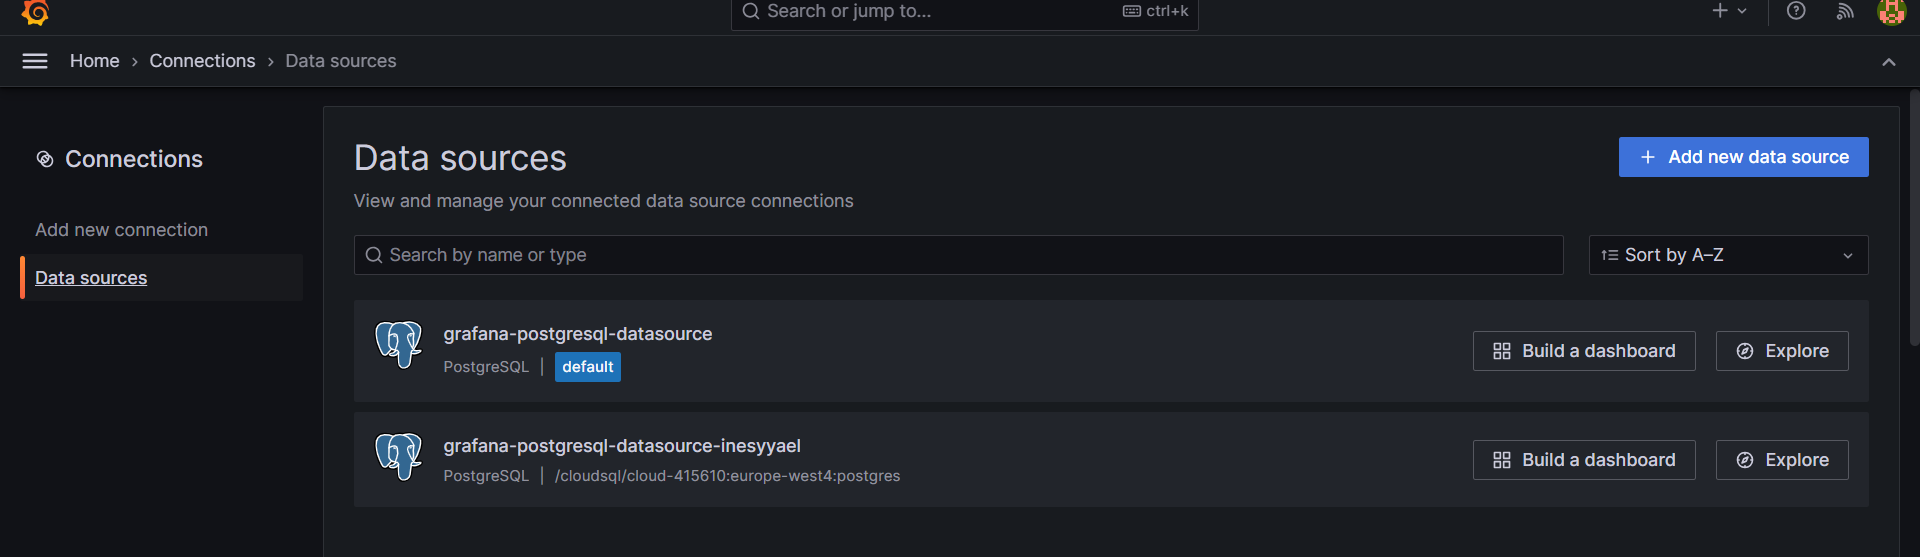 Search or jump to...
ctrl+k
Home › Connections › Data sources
Connections
Add new connection
Data sources
Data sources
Add new data source
View and manage your connected data source connections
Search by name or type
Sort by A–Z
grafana-postgresql-datasource
PostgreSQL | default
Build a dashboard
Explore
grafana-postgresql-datasource-inesyyael
PostgreSQL | /cloudsql/cloud-415610:europe-west4:postgres
Build a dashboard
Explore